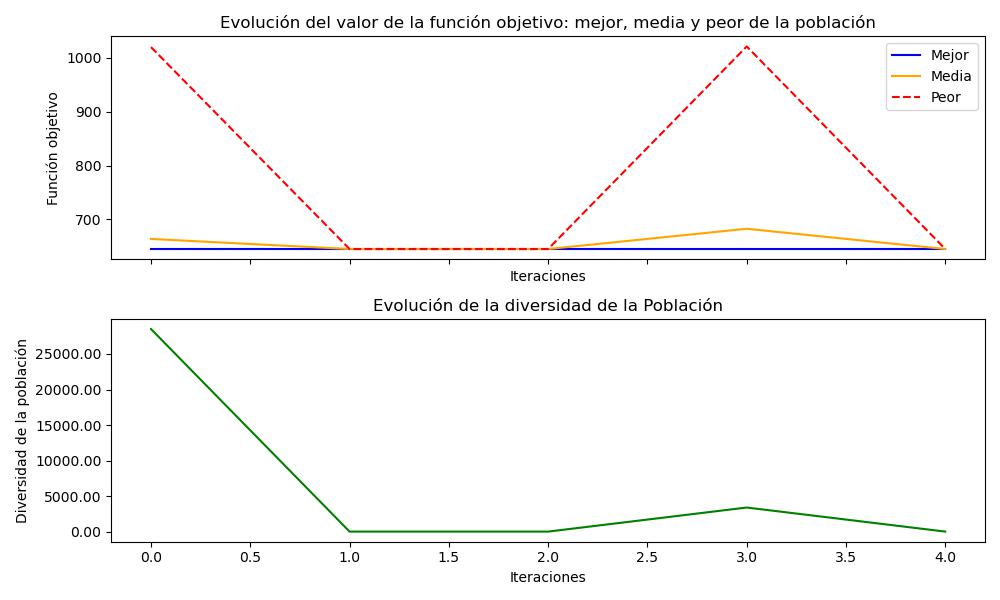 Evolución del valor de la función objetivo: mejor, media y peor de la población
1000
900
800
700
Función objetivo
Mejor
Media
Peor
Iteraciones
Evolución de la diversidad de la Población
25000.00
20000.00
15000.00
10000.00
5000.00
0.00
Diversidad de la población
0.0 0.5 1.0 1.5 2.0 2.5 3.0 3.5 4.0
Iteraciones